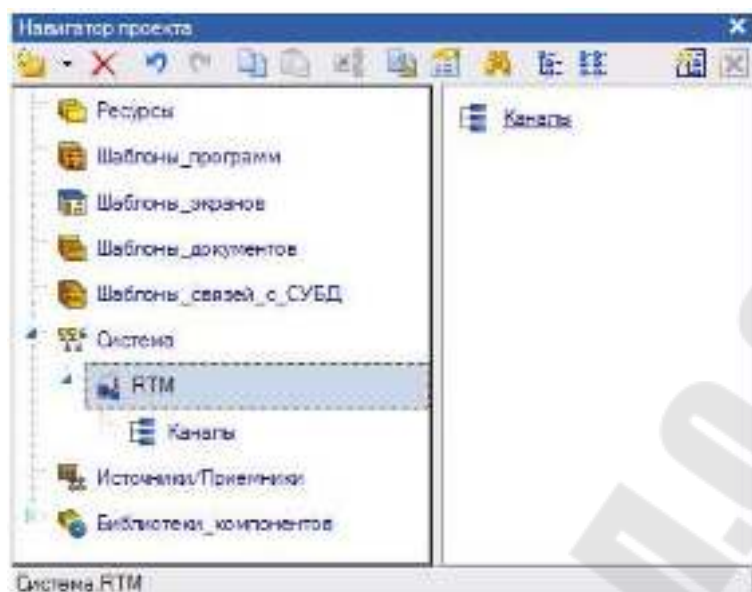 Навигатор проекта
Ресурсы
Шаблоны_программ
Шаблоны_экранов
Шаблоны_документов
Шаблоны_связей_с_СУБД
Система
RTM
Каналы
Источники/Приемники
Библиотеки_компонентов
Каналы
Система.RTM